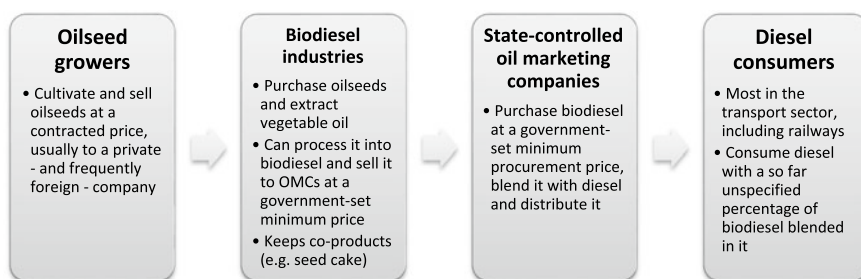 Oilseed
growers
• Cultivate and sell
oilseeds at a
contracted price,
usually to a private
- and frequently
foreign - company
Biodiesel
industries
• Purchase oilseeds
and extract
vegetable oil
• Can process it into
biodiesel and sell it
to OMCs at a
government-set
minimum price
• Keeps co-products
(e.g. seed cake)
State-controlled
oil marketing
companies
• Purchase biodiesel
at a government-
set minimum
procurement price,
blend it with diesel
and distribute it
Diesel
consumers
• Most in the
transport sector,
including railways
• Consume diesel
with a so far
unspecified
percentage of
biodiesel blended
in it